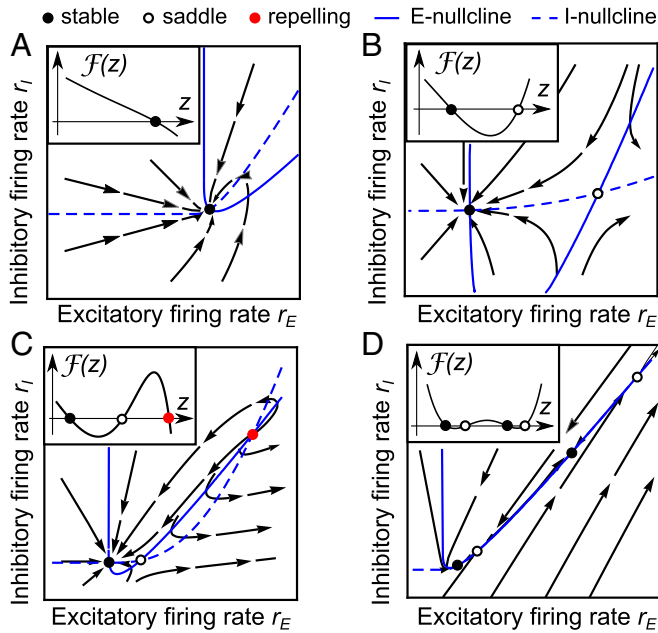 stable saddle repelling E-nullcline I-nullcline
A
B
ℱ(z)
z
ℱ(z)
z
Inhibitory firing rate r_I
Inhibitory firing rate r_I
Excitatory firing rate r_E
Excitatory firing rate r_E
C
D
ℱ(z)
z
ℱ(z)
z
Inhibitory firing rate r_I
Inhibitory firing rate r_I
Excitatory firing rate r_E
Excitatory firing rate r_E